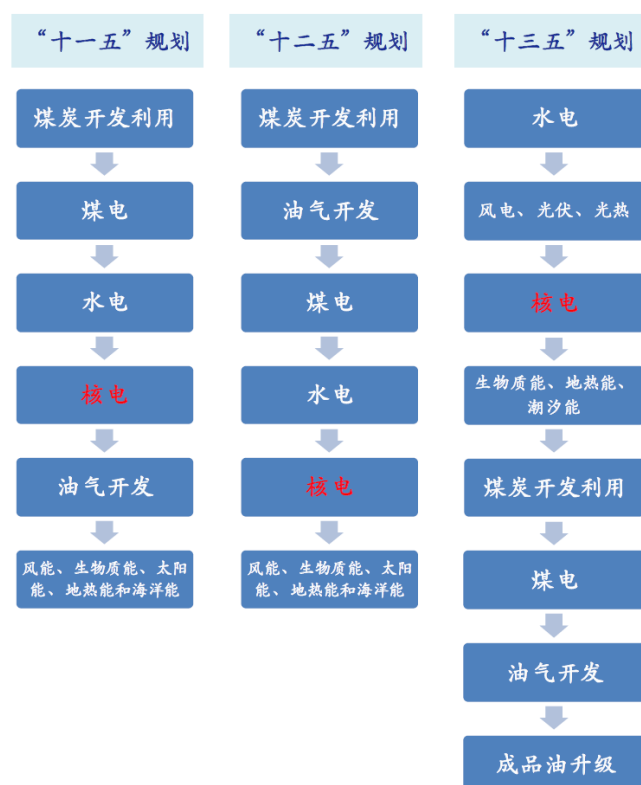 “十一五”规划
煤炭开发利用
煤电
水电
核电
油气开发
风能、生物质能、太阳
能、地热能和海洋能
“十二五”规划
煤炭开发利用
油气开发
煤电
水电
核电
风能、生物质能、太阳
能、地热能和海洋能
“十三五”规划
水电
风电、光伏、光热
核电
生物质能、地热能、
潮汐能
煤炭开发利用
煤电
油气开发
成品油升级